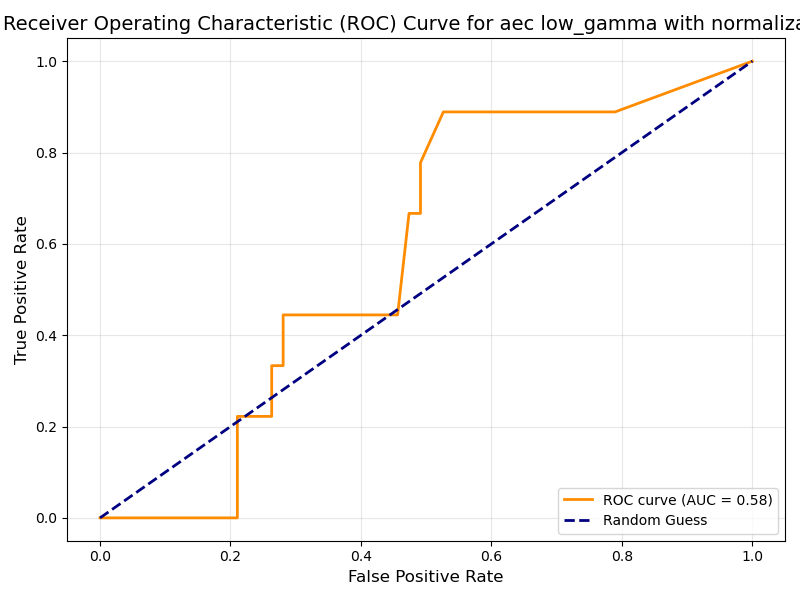 Receiver Operating Characteristic (ROC) Curve for aec low_gamma with normaliza
1.0
0.8
0.6
0.4
0.2
0.0
True Positive Rate
0.0 0.2 0.4 0.6 0.8 1.0
False Positive Rate
ROC curve (AUC = 0.58)
Random Guess